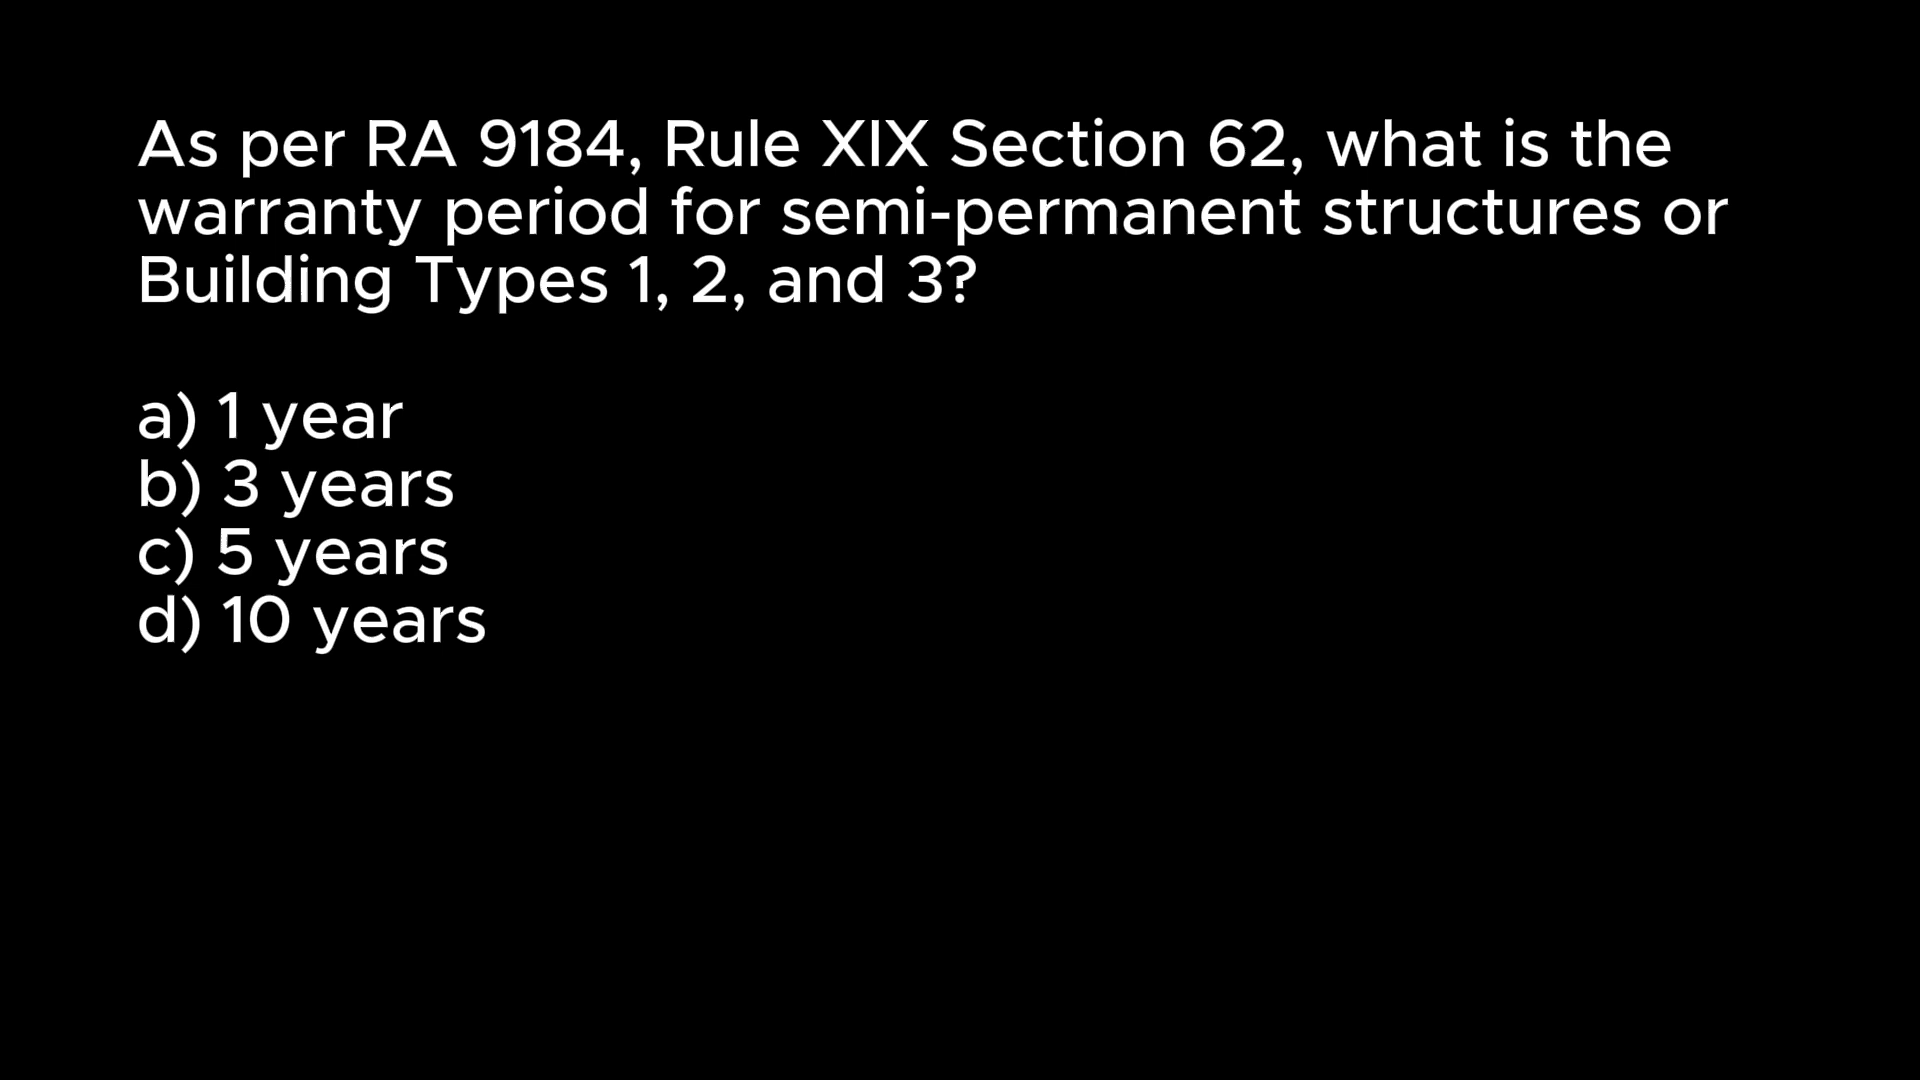 As per RA 9184, Rule XIX Section 62, what is the
warranty period for semi-permanent structures or
Building Types 1, 2, and 3?
a) 1 year
b) 3 years
c) 5 years
d) 10 years